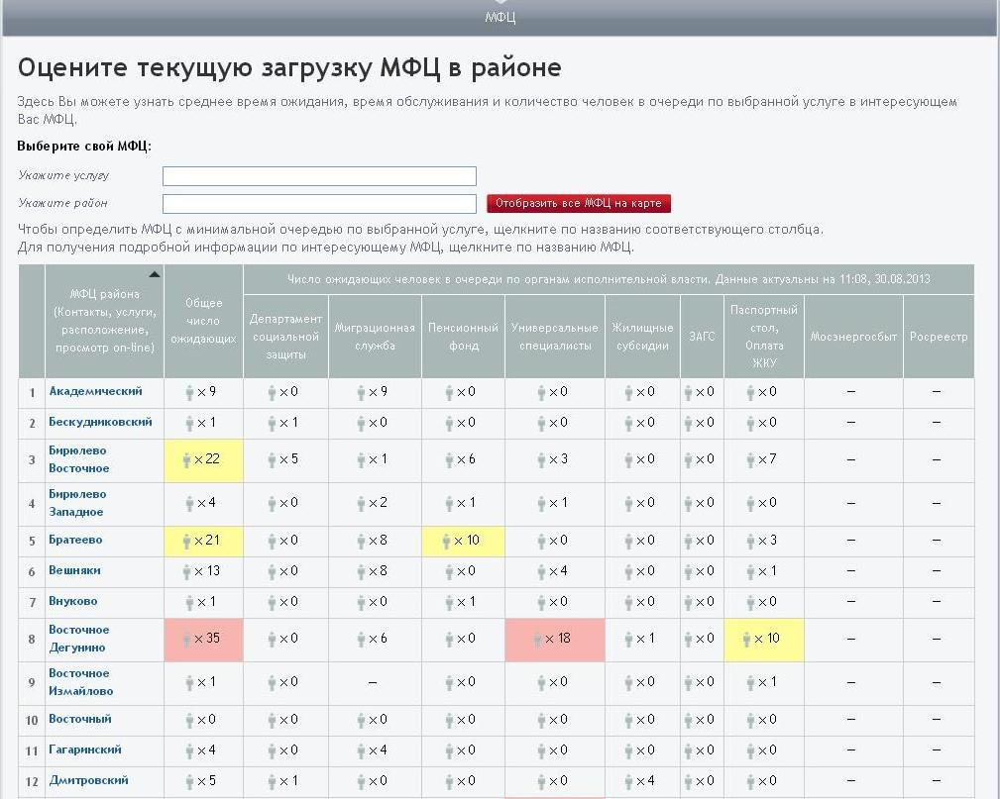 МФЦ
Оцените текущую загрузку МФЦ в районе
Здесь Вы можете узнать среднее время ожидания, время обслуживания и количество человек в очереди по выбранной услуге в интересующем
Вас МФЦ.
Выберите свой МФЦ:
Укажите услугу
Укажите район
Отобразить все МФЦ на карте
Чтобы определить МФЦ с минимальной очередью по выбранной услуге, щелкните по названию соответствующего столбца.
Для получения подробной информации по интересующему МФЦ, щелкните по названию МФЦ.
МФЦ района
(Контакты, услуги,
расположение,
просмотр on-line)
Общее
число
ожидающих
Число ожидающих человек в очереди по органам исполнительной власти. Данные актуальны на 11:08, 30.08.2013
Департамент
социальной
защиты
Миграционная
служба
Пенсионный
фонд
Универсальные
специалисты
Жилищные
субсидии
ЗАГС
Паспортный
стол,
Оплата
ЖКУ
Мосэнергосбыт
Росреестр
1 Академический x 9 x 0 x 9 x 0 x 0 x 0 x 0 x 0 – –
2 Бескудниковский x 1 x 1 x 0 x 0 x 0 x 0 x 0 x 0 – –
3 Бирюлево
Восточное x 22 x 5 x 1 x 6 x 3 x 0 x 0 x 7 – –
4 Бирюлево
Западное x 4 x 0 x 2 x 1 x 1 x 0 x 0 x 0 – –
5 Братеево x 21 x 0 x 8 x 10 x 0 x 0 x 0 x 3 – –
6 Вешняки x 13 x 0 x 8 x 0 x 4 x 0 x 0 x 1 – –
7 Внуково x 1 x 0 x 0 x 1 x 0 x 0 x 0 x 0 – –
8 Восточное
Дегунино x 35 x 0 x 6 x 0 x 18 x 1 x 0 x 10 – –
9 Восточное
Измайлово x 1 x 0 – x 0 x 0 x 0 x 0 x 1 – –
10 Восточный x 0 x 0 x 0 x 0 x 0 x 0 x 0 x 0 – –
11 Гагаринский x 4 x 0 x 4 x 0 x 0 x 0 x 0 x 0 – –
12 Дмитровский x 5 x 1 x 0 x 0 x 0 x 4 x 0 x 0 – –